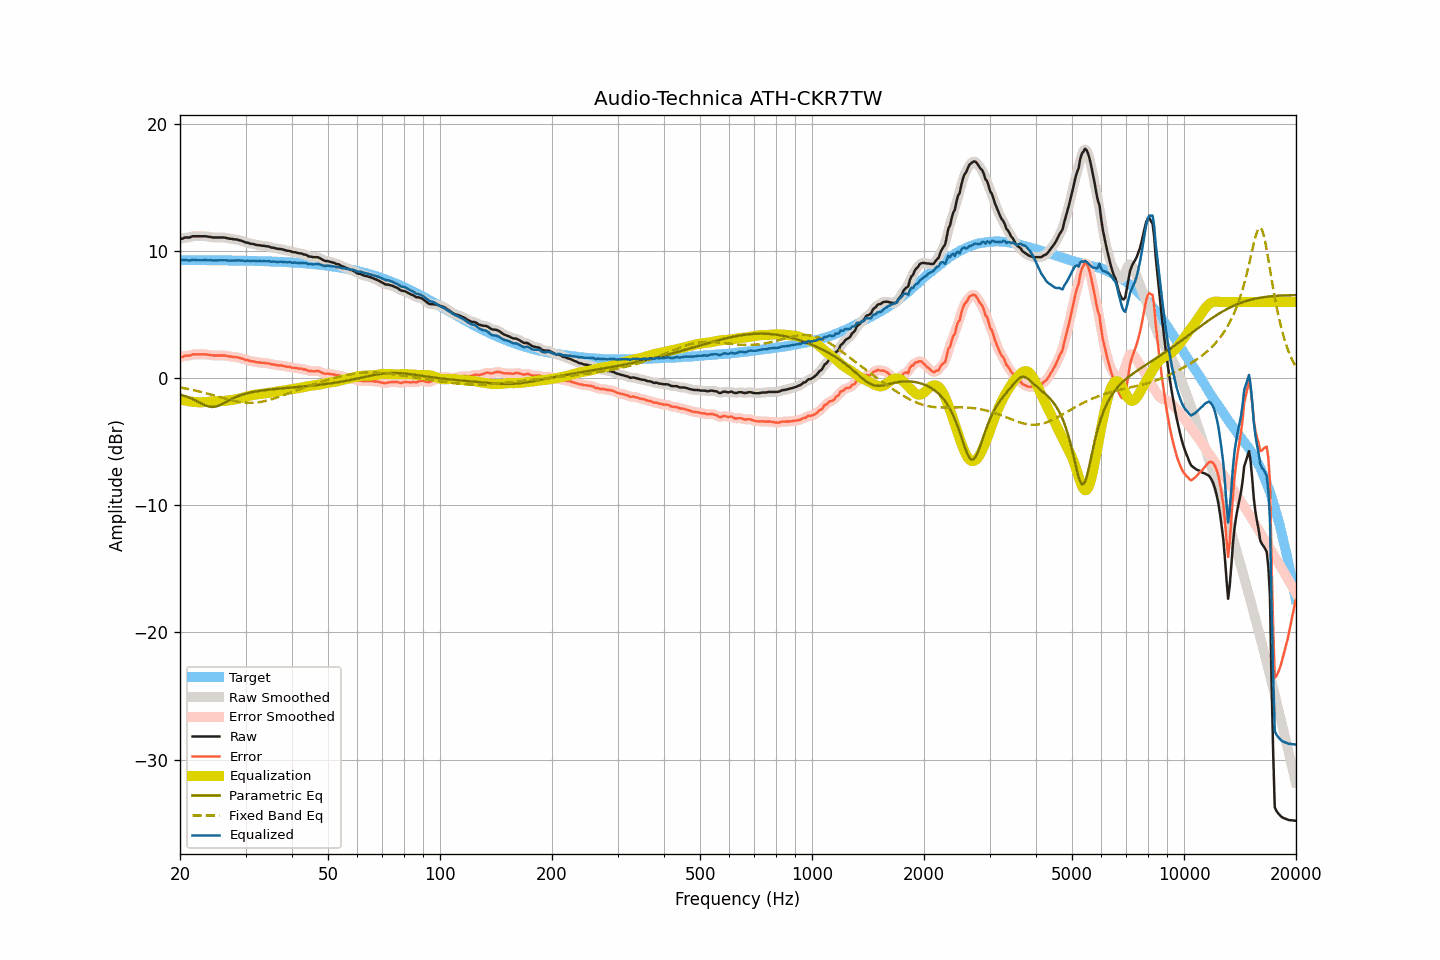 Audio-Technica ATH-CKR7TW
20
10
0
−10
−20
−30
Amplitude (dBr)
Target
Raw Smoothed
Error Smoothed
Raw
Error
Equalization
Parametric Eq
Fixed Band Eq
Equalized
20 50 100 200 500 1000 2000 5000 10000 20000
Frequency (Hz)